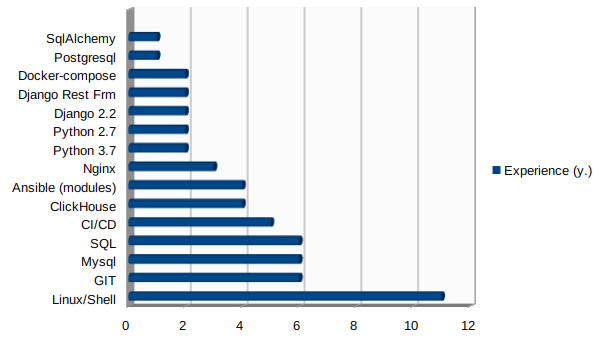 SqlAlchemy
Postgresql
Docker-compose
Django Rest Frm
Django 2.2
Python 2.7
Python 3.7
Nginx
Ansible (modules)
ClickHouse
CI/CD
SQL
Mysql
GIT
Linux/Shell
0 2 4 6 8 10 12
Experience (y.)